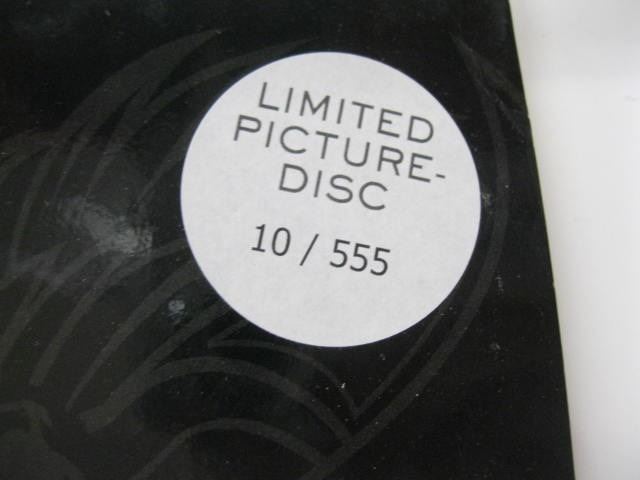 LIMITED
PICTURE-
DISC
10 / 555